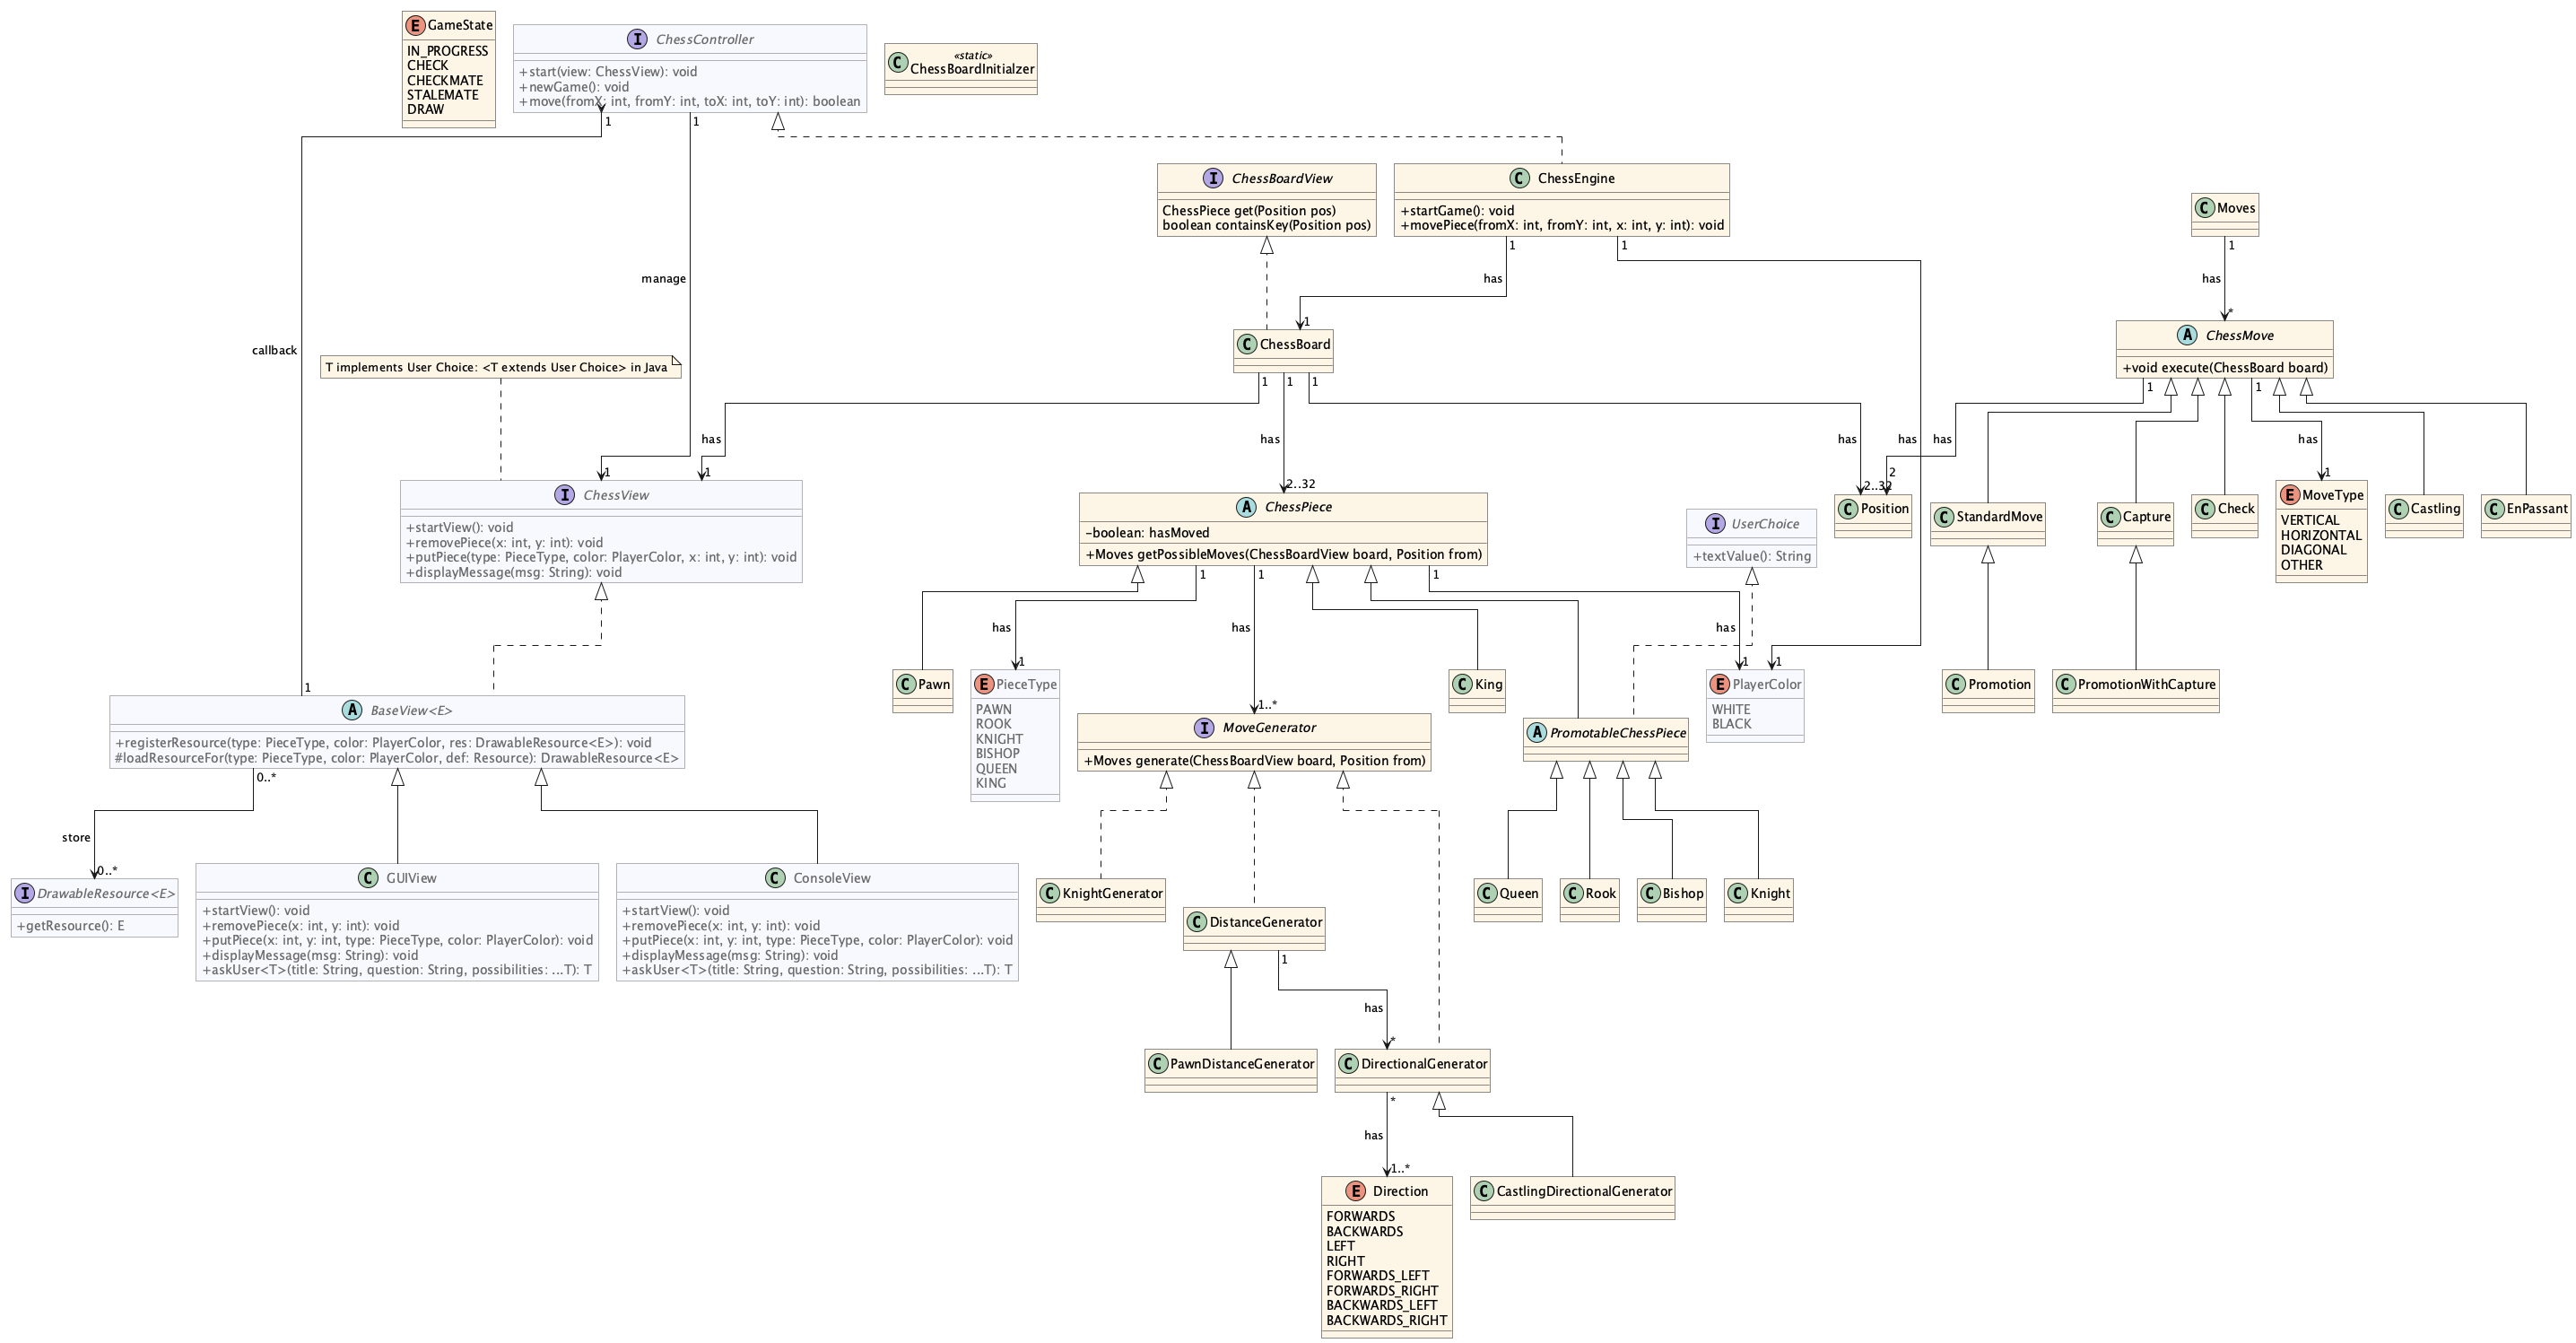 E GameState
IN_PROGRESS
CHECK
CHECKMATE
STALEMATE
DRAW
I ChessController
+start(view: ChessView): void
+newGame(): void
+move(fromX: int, fromY: int, toX: int, toY: int): boolean
«static»
C ChessBoardInitialzer
1
1
I ChessBoardView
ChessPiece get(Position pos)
boolean containsKey(Position pos)
C ChessEngine
+startGame(): void
+movePiece(fromX: int, fromY: int, x: int, y: int): void
C Moves
1
1
1
manage
has
has
1
*
C ChessBoard
A ChessMove
+void execute(ChessBoard board)
callback
T implements User Choice: <T extends User Choice> in Java
1
1
1
1
1
has
has
has
has
has
has
1
1
2..32
2..32
2
1
I ChessView
+startView(): void
+removePiece(x: int, y: int): void
+putPiece(type: PieceType, color: PlayerColor, x: int, y: int): void
+displayMessage(msg: String): void
A ChessPiece
-boolean: hasMoved
+Moves getPossibleMoves(ChessBoardView board, Position from)
I UserChoice
+textValue(): String
C Position
C StandardMove
C Capture
C Check
E MoveType
VERTICAL
HORIZONTAL
DIAGONAL
OTHER
C Castling
C EnPassant
1
1
1
has
has
has
1
1
1
1
1..*
C Pawn
E PieceType
PAWN
ROOK
KNIGHT
BISHOP
QUEEN
KING
C King
E PlayerColor
WHITE
BLACK
C Promotion
C PromotionWithCapture
A BaseView<E>
+registerResource(type: PieceType, color: PlayerColor, res: DrawableResource<E>): void
#loadResourceFor(type: PieceType, color: PlayerColor, def: Resource): DrawableResource<E>
I MoveGenerator
+Moves generate(ChessBoardView board, Position from)
A PromotableChessPiece
0..*
store
0..*
I DrawableResource<E>
+getResource(): E
C GUIView
+startView(): void
+removePiece(x: int, y: int): void
+putPiece(x: int, y: int, type: PieceType, color: PlayerColor): void
+displayMessage(msg: String): void
+askUser<T>(title: String, question: String, possibilities: ...T): T
C ConsoleView
+startView(): void
+removePiece(x: int, y: int): void
+putPiece(x: int, y: int, type: PieceType, color: PlayerColor): void
+displayMessage(msg: String): void
+askUser<T>(title: String, question: String, possibilities: ...T): T
C KnightGenerator
C DistanceGenerator
C Queen
C Rook
C Bishop
C Knight
1
has
*
C PawnDistanceGenerator
C DirectionalGenerator
*
has
1..*
E Direction
FORWARDS
BACKWARDS
LEFT
RIGHT
FORWARDS_LEFT
FORWARDS_RIGHT
BACKWARDS_LEFT
BACKWARDS_RIGHT
C CastlingDirectionalGenerator